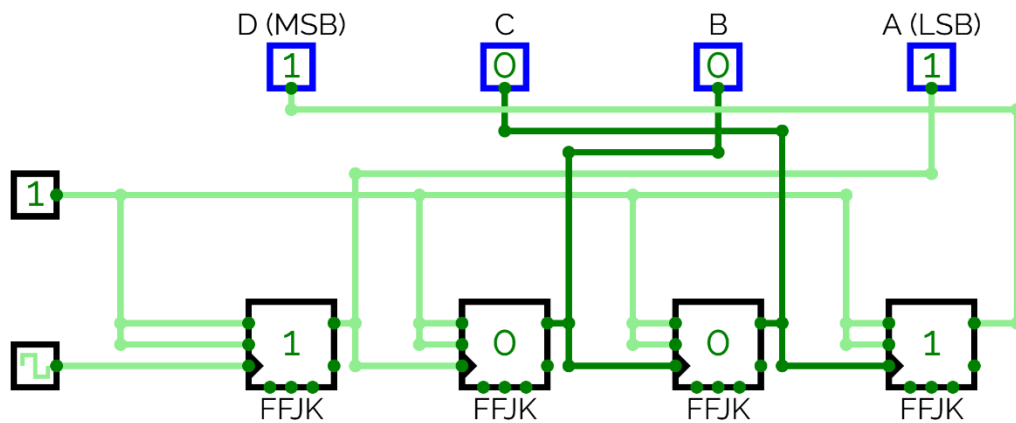 D (MSB) C B A (LSB)
1 0 0 1
1
1 0 0 1
FFJK FFJK FFJK FFJK